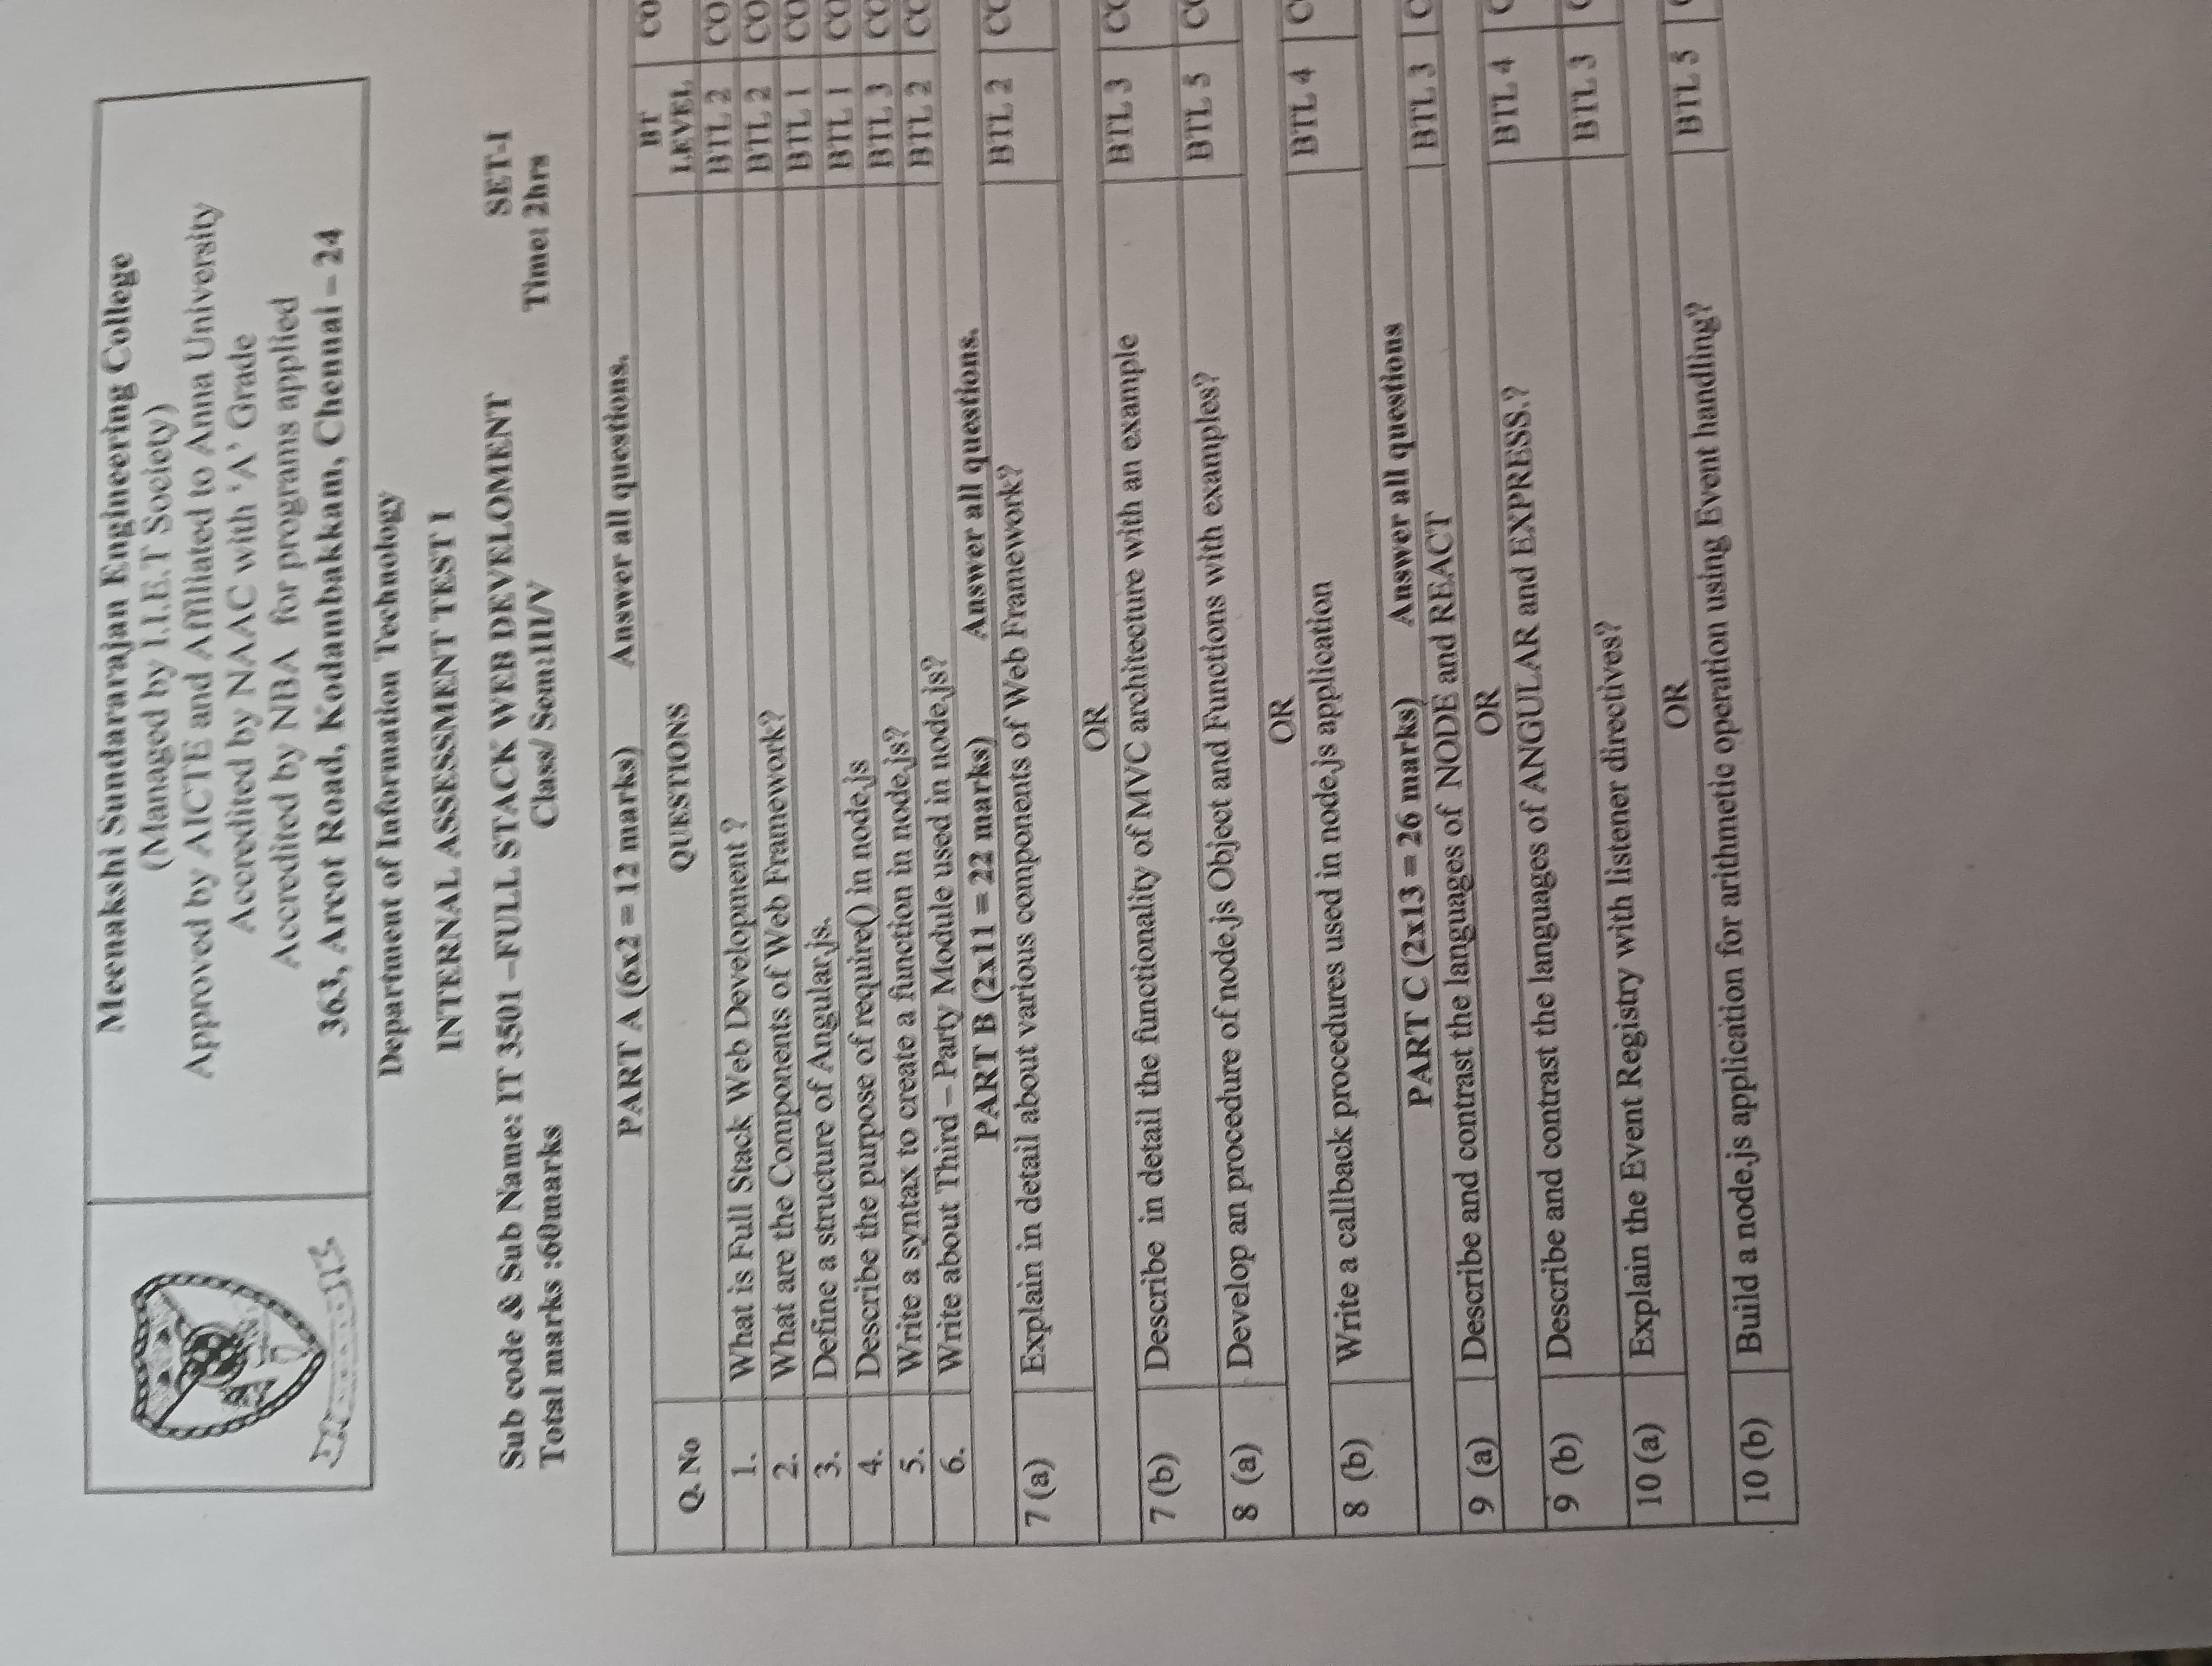 Meenakshi Sundararajan Engineering College
(Managed by I.I.E.T Society)
Approved by AICTE and Affiliated to Anna University
Accredited by NAAC with ‘A’ Grade
Accredited by NBA for programs applied
363, Arcot Road, Kodambakkam, Chennai – 24
Department of Information Technology
INTERNAL ASSESSMENT TEST I
Sub code & Sub Name: IT 3501 –FULL STACK WEB DEVELOMENT SET-I
Total marks :60marks Class/ Sem:III/V Time: 2hrs
PART A (6x2 = 12 marks) Answer all questions.
Q. No QUESTIONS BT LEVEL CO
1. What is Full Stack Web Development ? BTL 2 CO
2. What are the Components of Web Framework? BTL 2 CO
3. Define a structure of Angular.js. BTL 1 CO
4. Describe the purpose of require() in node.js BTL 1 CO
5. Write a syntax to create a function in node.js? BTL 3 CO
6. Write about Third – Party Module used in node.js? BTL 2 CO
PART B (2x11 = 22 marks) Answer all questions.
7 (a) Explain in detail about various components of Web Framework? BTL 2 CO
OR
7 (b) Describe in detail the functionality of MVC architecture with an example BTL 3 CO
8 (a) Develop an procedure of node.js Object and Functions with examples? BTL 5 CO
OR
8 (b) Write a callback procedures used in node.js application BTL 4 C
PART C (2x13 = 26 marks) Answer all questions
9 (a) Describe and contrast the languages of NODE and REACT BTL 3 C
OR
9 (b) Describe and contrast the languages of ANGULAR and EXPRESS.? BTL 4 C
10 (a) Explain the Event Registry with listener directives? BTL 3 C
OR
10 (b) Build a node.js application for arithmetic operation using Event handling? BTL 5